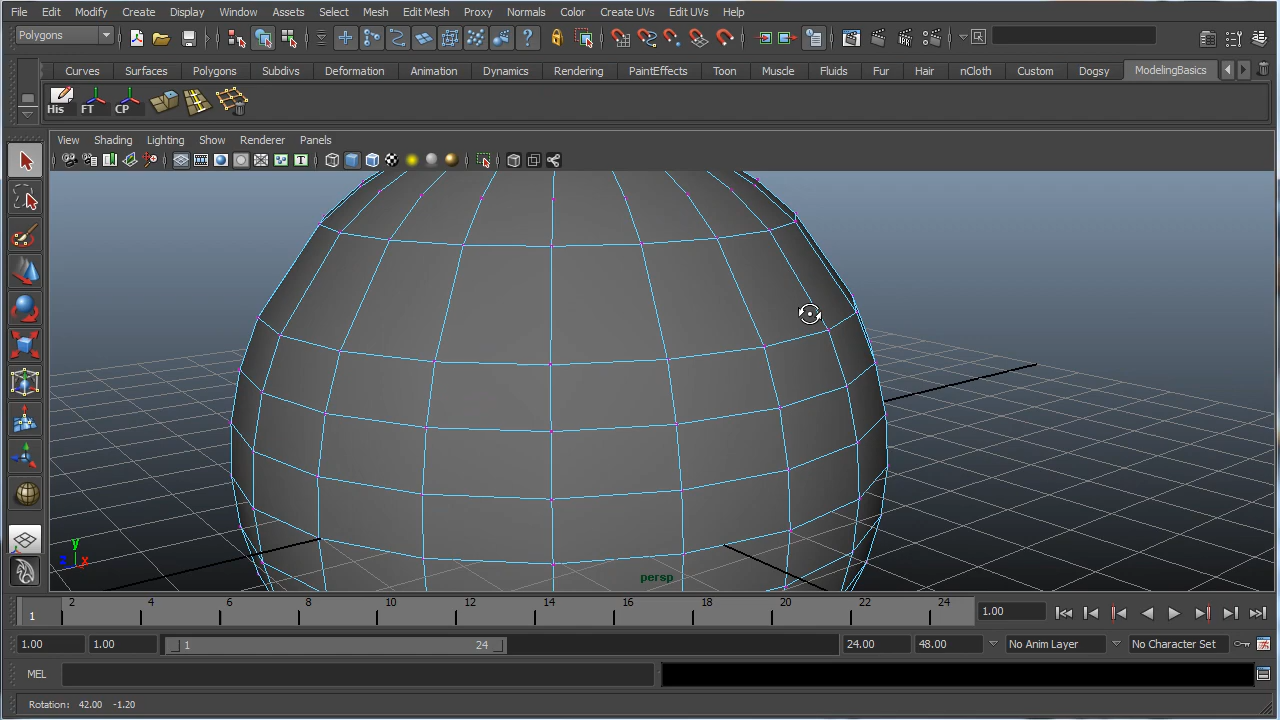 File Edit Modify Create Display Window Assets Select Mesh Edit Mesh Proxy Normals Color Create UVs Edit UVs Help
Polygons
Curves Surfaces Polygons Subdivs Deformation Animation Dynamics Rendering PaintEffects Toon Muscle Fluids Fur Hair nCloth Custom Dogsy ModelingBasics
His FT CP
View Shading Lighting Show Renderer Panels
T
y
z x
persp
1 2 4 6 8 10 12 14 16 18 20 22 24 1.00
1.00 1.00 1 24 24.00 48.00 No Anim Layer No Character Set
MEL
Rotation: 42.00 -1.20